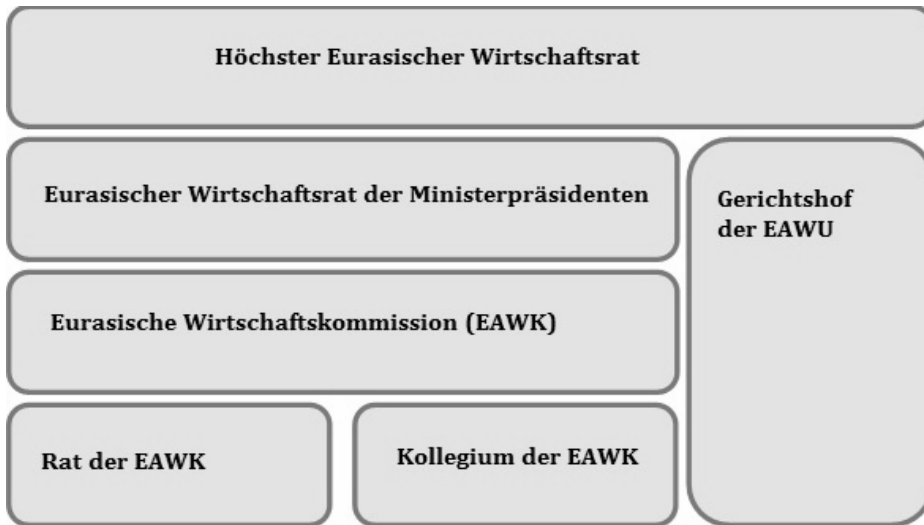 Höchster Eurasischer Wirtschaftsrat
Eurasischer Wirtschaftsrat der Ministerpräsidenten
Gerichtshof
der EAWU
Eurasische Wirtschaftskommission (EAWK)
Rat der EAWK
Kollegium der EAWK